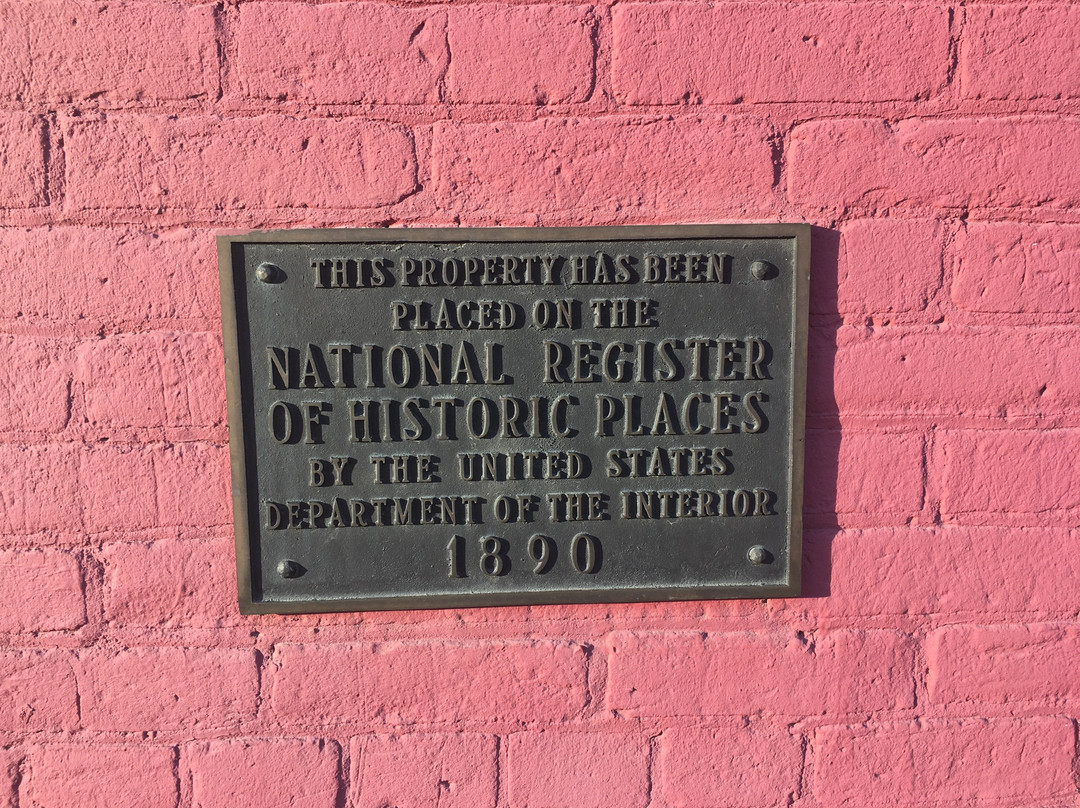 THIS PROPERTY HAS BEEN
PLACED ON THE
NATIONAL REGISTER
OF HISTORIC PLACES
BY THE UNITED STATES
DEPARTMENT OF THE INTERIOR
1890